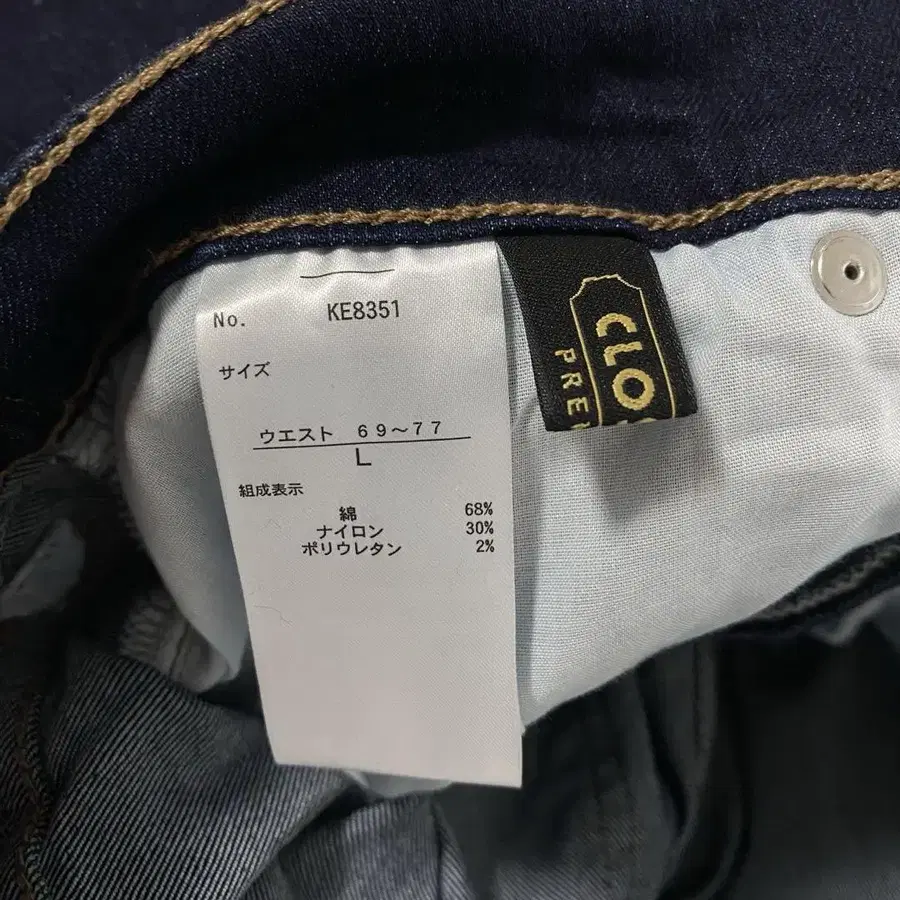 No. KE8351
サイズ
ウエスト 69～77
L
組成表示
綿 68%
ナイロン 30%
ポリウレタン 2%
CLO
PRE